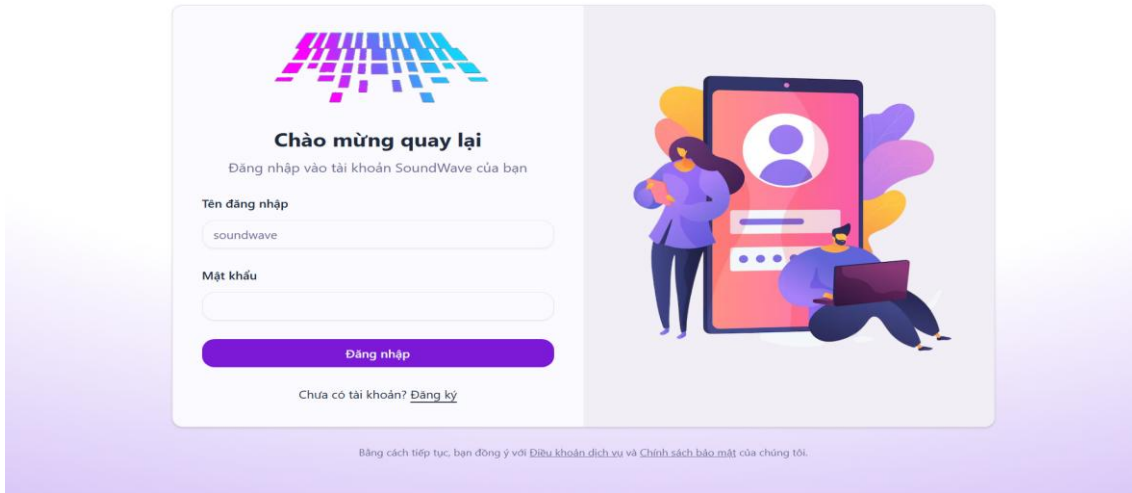 Chào mừng quay lại
Đăng nhập vào tài khoản SoundWave của bạn
Tên đăng nhập
soundwave
Mật khẩu
Đăng nhập
Chưa có tài khoản? Đăng ký
Bằng cách tiếp tục, bạn đồng ý với Điều khoản dịch vụ và Chính sách bảo mật của chúng tôi.